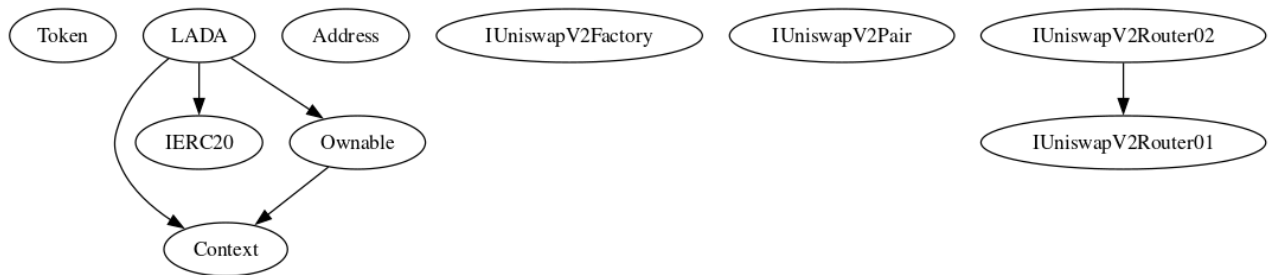 Token
LADA
Address
IUniswapV2Factory
IUniswapV2Pair
IUniswapV2Router02
IERC20
Ownable
IUniswapV2Router01
Context